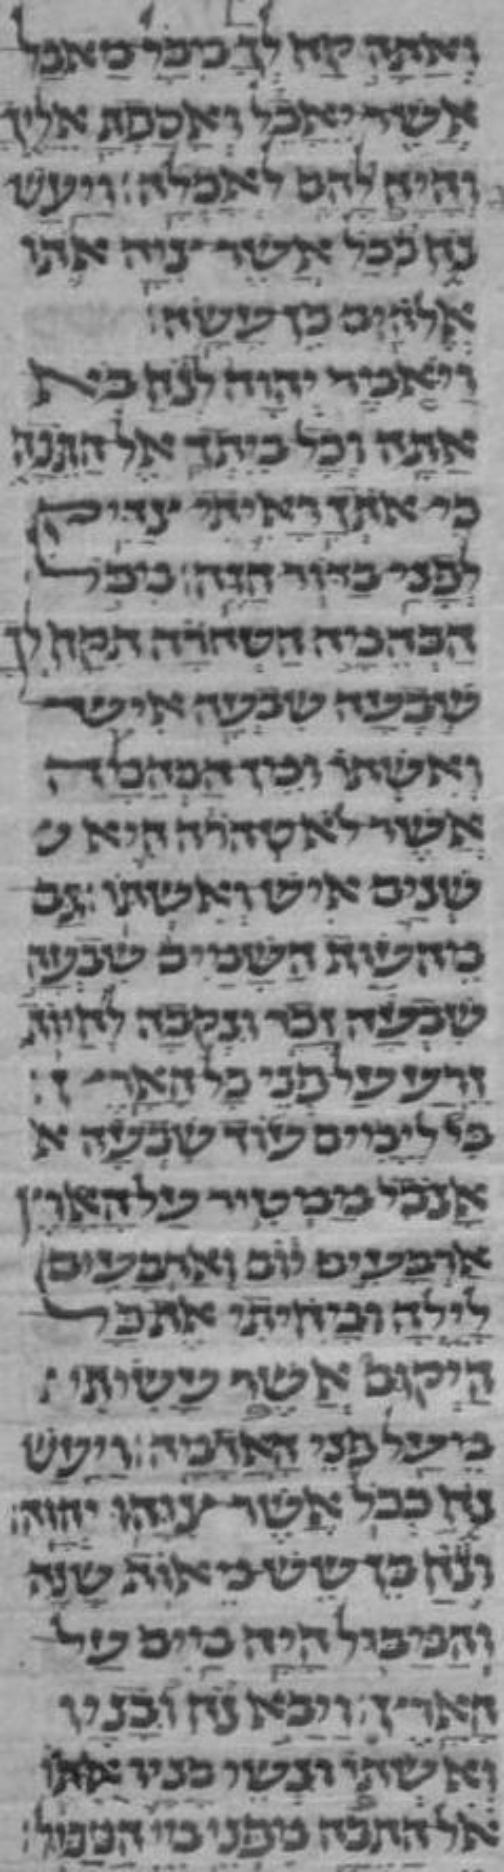 וְאַתָּה קַח לְךָ מִכָּל מַאֲכָל
אֲשֶׁר יֵאָכֵל וְאָסַפְתָּ אֵלֶיךָ
וְהָיָה לְךָ וְלָהֶם לְאָכְלָה׃ וַיַּעַשׂ
נֹחַ כְּכֹל אֲשֶׁר צִוָּה אֹתוֹ
אֱלֹהִים כֵּן עָשָׂה׃
וַיֹּאמֶר יְהוָה לְנֹחַ בֹּא
אַתָּה וְכָל בֵּיתְךָ אֶל הַתֵּבָה
כִּי אֹתְךָ רָאִיתִי צַדִּיק
לְפָנַי בַּדּוֹר הַזֶּה׃ מִכֹּל
הַבְּהֵמָה הַטְּהוֹרָה תִּקַּח לְךָ
שִׁבְעָה שִׁבְעָה אִישׁ
וְאִשְׁתּוֹ וּמִן הַבְּהֵמָה
אֲשֶׁר לֹא טְהֹרָה הִיא ש
שְׁנַיִם אִישׁ וְאִשְׁתּוֹ׃ גַּם
מֵעוֹף הַשָּׁמַיִם שִׁבְעָה
שִׁבְעָה זָכָר וּנְקֵבָה לְחַיּוֹת
זֶרַע עַל פְּנֵי כָל הָאָרֶץ׃
כִּי לְיָמִים עוֹד שִׁבְעָה א
אָנֹכִי מַמְטִיר עַל הָאָרֶץ
אַרְבָּעִים יוֹם וְאַרְבָּעִים
לָיְלָה וּמָחִיתִי אֶת כָּל
הַיְקוּם אֲשֶׁר עָשִׂיתִי
מֵעַל פְּנֵי הָאֲדָמָה׃ וַיַּעַשׂ
נֹחַ כְּכֹל אֲשֶׁר צִוָּהוּ יְהוָה׃
וְנֹחַ בֶּן שֵׁשׁ מֵאוֹת שָׁנָה
וְהַמַּבּוּל הָיָה מַיִם עַל
הָאָרֶץ׃ וַיָּבֹא נֹחַ וּבָנָיו
וְאִשְׁתּוֹ וּנְשֵׁי בָנָיו אִתּוֹ
אֶל הַתֵּבָה מִפְּנֵי מֵי הַמַּבּוּל׃